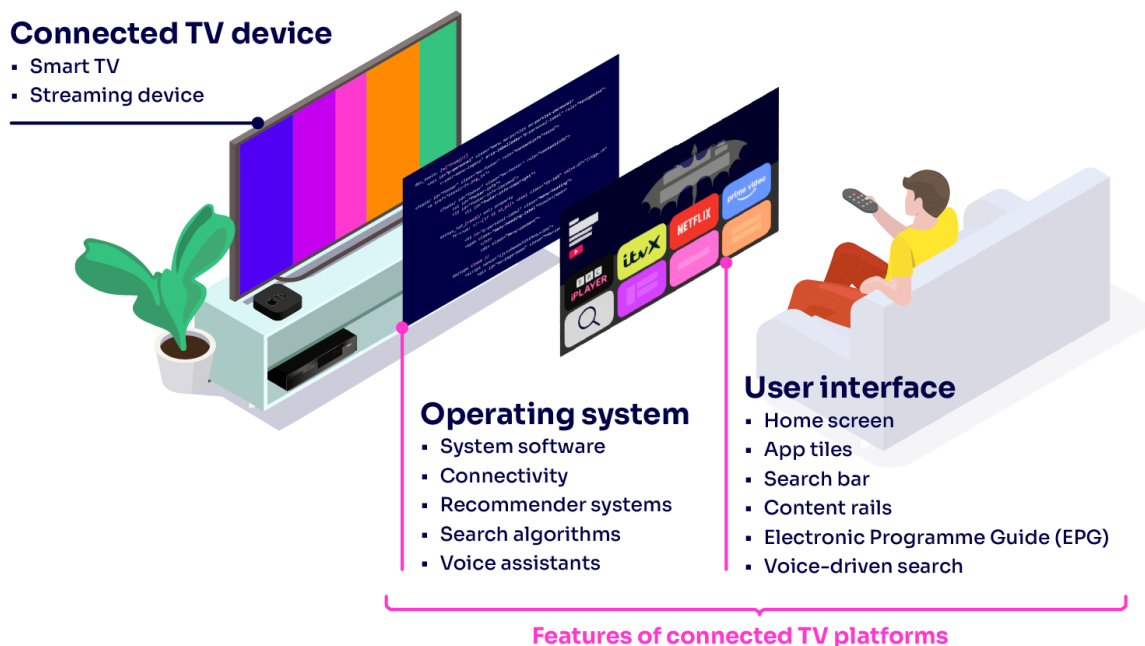 Connected TV device
▪ Smart TV
▪ Streaming device
prime video
NETFLIX
itvX
BBC
iPLAYER
Operating system
▪ System software
▪ Connectivity
▪ Recommender systems
▪ Search algorithms
▪ Voice assistants
User interface
▪ Home screen
▪ App tiles
▪ Search bar
▪ Content rails
▪ Electronic Programme Guide (EPG)
▪ Voice-driven search
Features of connected TV platforms